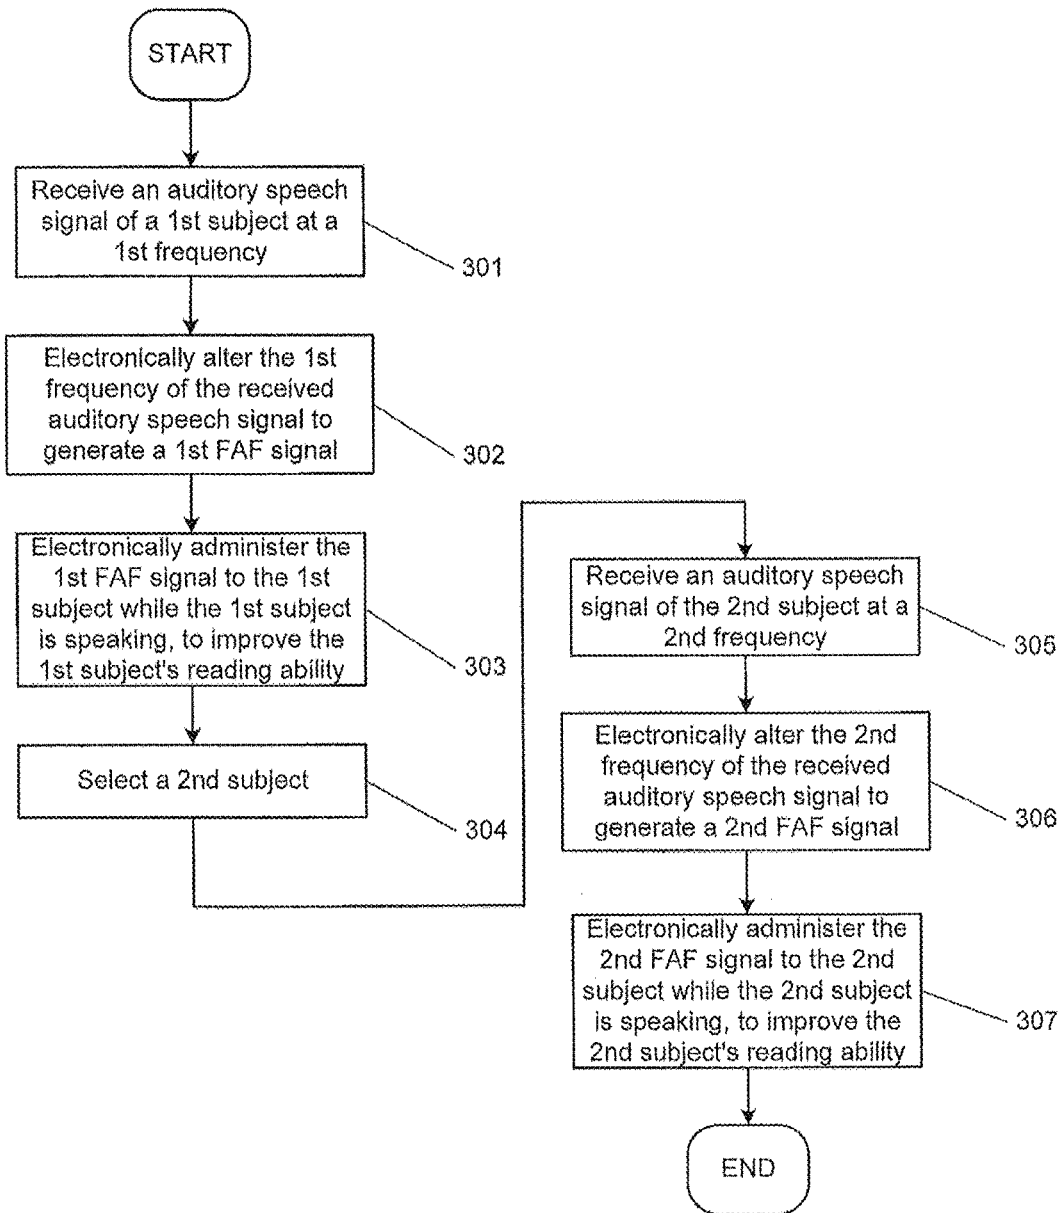 START
Receive an auditory speech
signal of a 1st subject at a
1st frequency
301
Electronically alter the 1st
frequency of the received
auditory speech signal to
generate a 1st FAF signal
302
Electronically administer the
1st FAF signal to the 1st
subject while the 1st subject
is speaking, to improve the
1st subject's reading ability
303
Select a 2nd subject
304
Receive an auditory speech
signal of the 2nd subject at a
2nd frequency
305
Electronically alter the 2nd
frequency of the received
auditory speech signal to
generate a 2nd FAF signal
306
Electronically administer the
2nd FAF signal to the 2nd
subject while the 2nd subject
is speaking, to improve the
2nd subject's reading ability
307
END